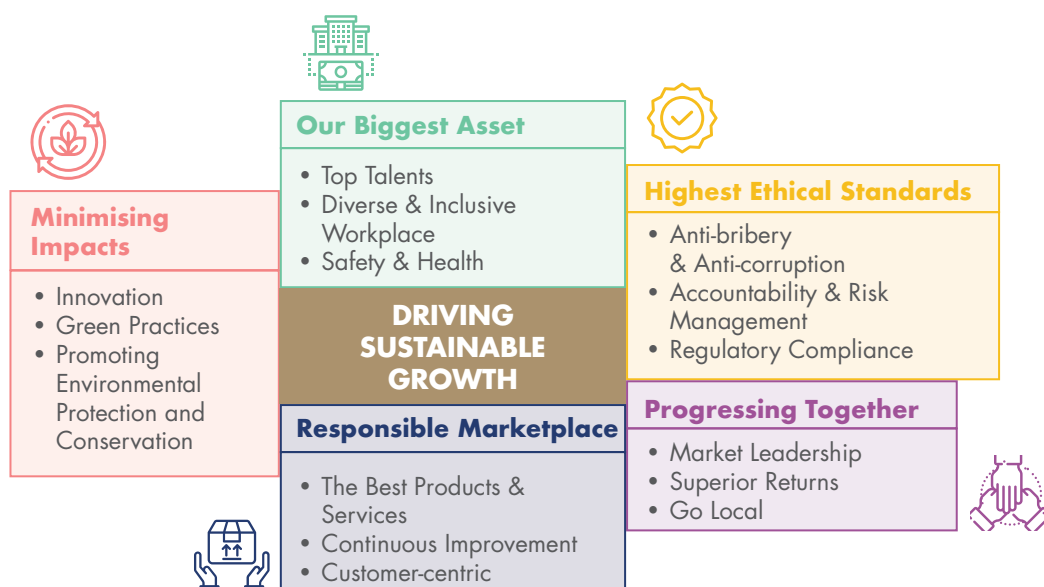 Our Biggest Asset
• Top Talents
• Diverse & Inclusive
Workplace
• Safety & Health
Minimising
Impacts
• Innovation
• Green Practices
• Promoting
Environmental
Protection and
Conservation
DRIVING
SUSTAINABLE
GROWTH
Highest Ethical Standards
• Anti-bribery
& Anti-corruption
• Accountability & Risk
Management
• Regulatory Compliance
Responsible Marketplace
• The Best Products &
Services
• Continuous Improvement
• Customer-centric
Progressing Together
• Market Leadership
• Superior Returns
• Go Local